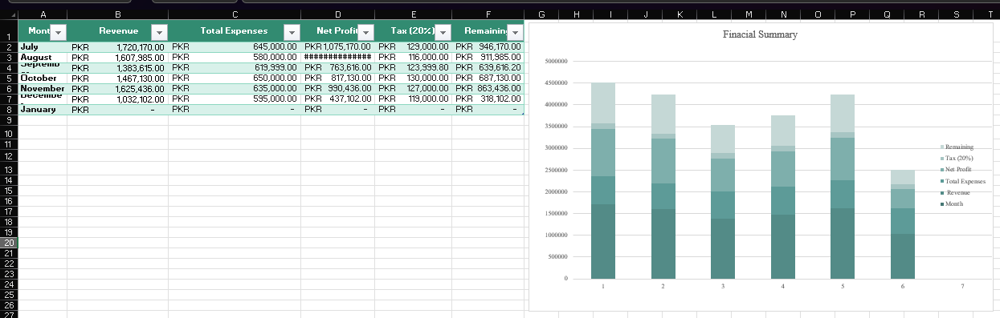 A B C D E F G H I J K L M N O P Q R S T
1 Mont Revenue Total Expenses Net Profit Tax (20%) Remaining
2 July PKR 1,720,170.00 PKR 645,000.00 PKR 1,075,170.00 PKR 129,000.00 PKR 946,170.00
3 August PKR 1,607,985.00 PKR 580,000.00 ############## PKR 116,000.00 PKR 911,985.00
4 Septemb PKR 1,383,615.00 PKR 619,999.00 PKR 763,616.00 PKR 123,999.80 PKR 639,616.20
5 October PKR 1,467,130.00 PKR 650,000.00 PKR 817,130.00 PKR 130,000.00 PKR 687,130.00
6 November PKR 1,625,436.00 PKR 635,000.00 PKR 990,436.00 PKR 127,000.00 PKR 863,436.00
7 Decembe PKR 1,032,102.00 PKR 595,000.00 PKR 437,102.00 PKR 119,000.00 PKR 318,102.00
8 January PKR - PKR - PKR - PKR - PKR -
9
10
11
12
13
14
15
16
17
18
19
20
21
22
23
24
25
26
27
Finacial Summary
5000000
4500000
4000000
3500000
3000000
2500000
2000000
1500000
1000000
500000
0
1 2 3 4 5 6 7
Remaining
Tax (20%)
Net Profit
Total Expenses
Revenue
Month